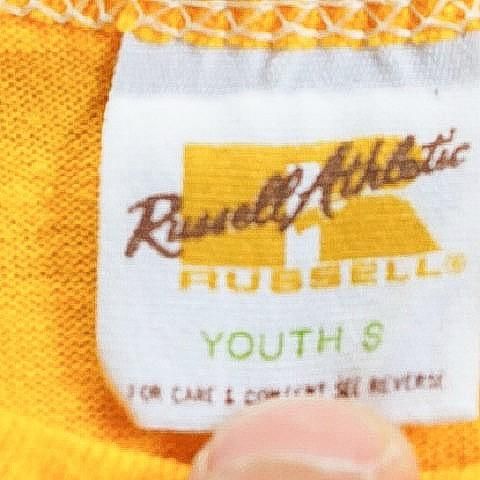 Russell Athletic
RUSSELL®
YOUTH S
FOR CARE & CONTENT SEE REVERSE